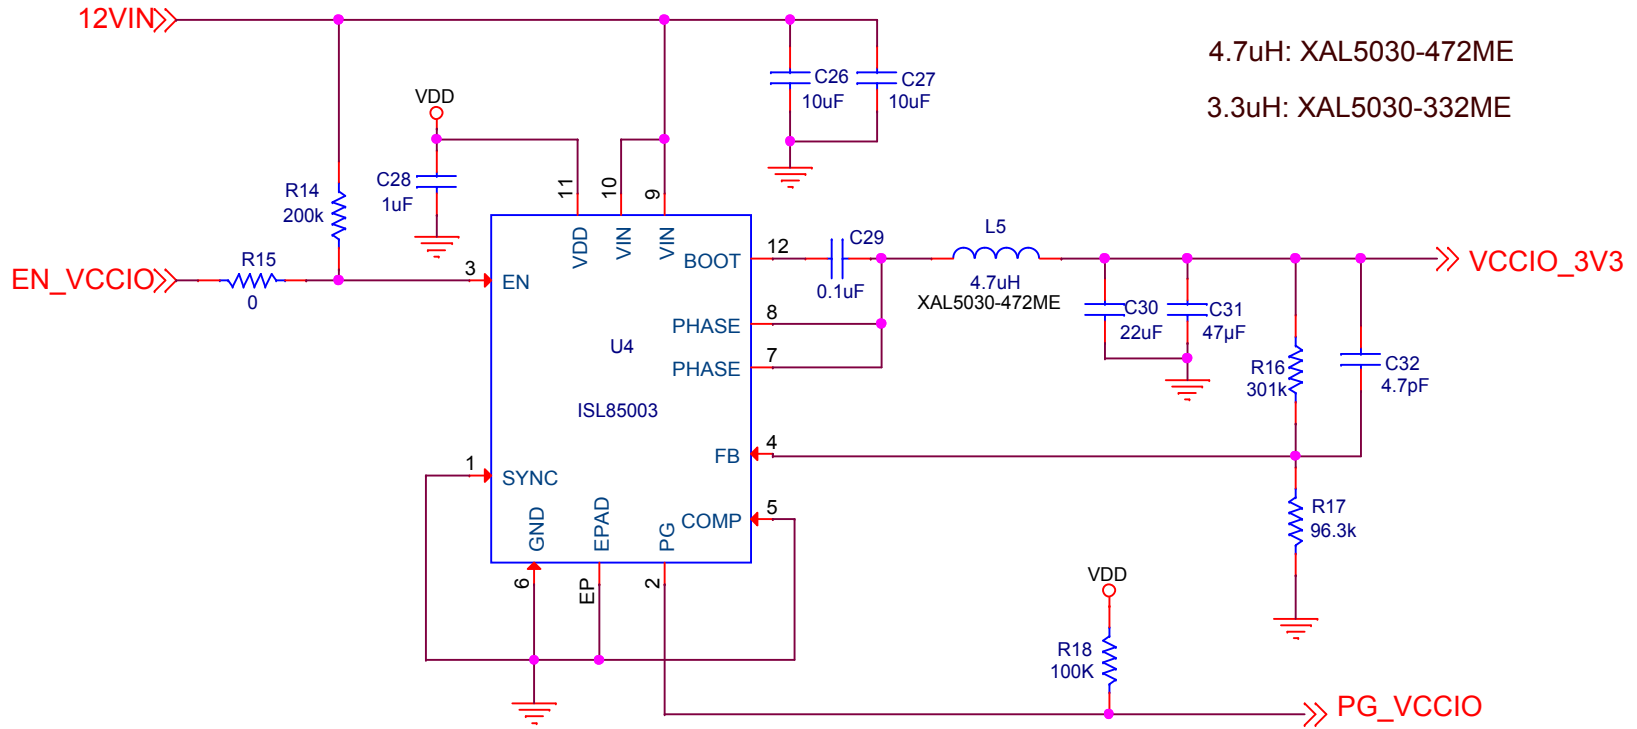 12VIN
4.7uH: XAL5030-472ME
3.3uH: XAL5030-332ME
C26
10uF
C27
10uF
VDD
C28
1uF
R14
200k
11
10
9
VDD
VIN
VIN
R15
0
EN_VCCIO
3
EN
BOOT
12
C29
0.1uF
L5
4.7uH
XAL5030-472ME
VCCIO_3V3
PHASE
8
PHASE
7
U4
ISL85003
C30
22uF
C31
47µF
R16
301k
C32
4.7pF
FB
4
1
SYNC
COMP
5
GND
EPAD
PG
6
EP
2
R17
96.3k
VDD
R18
100K
PG_VCCIO